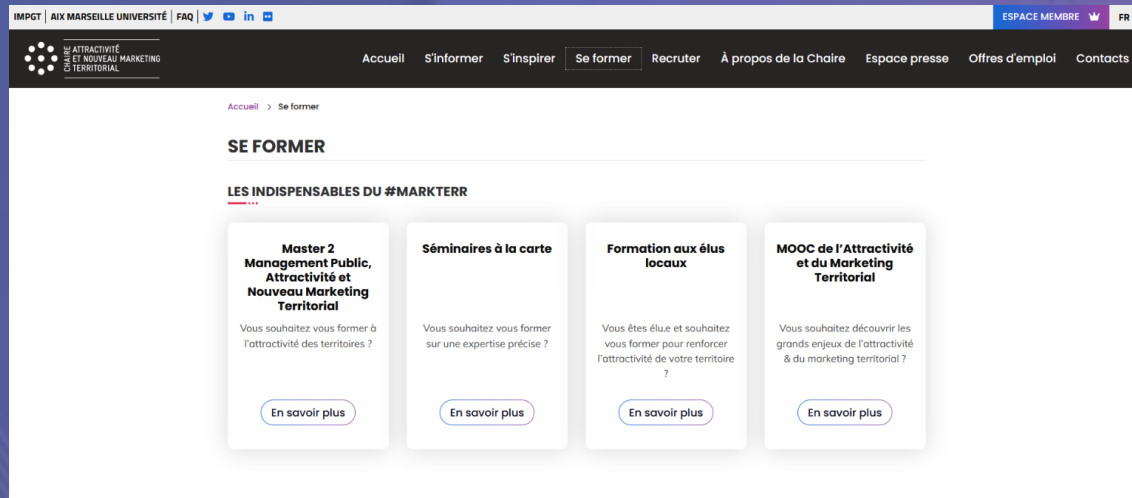 IMPGT | AIX MARSEILLE UNIVERSITÉ | FAQ |
ESPACE MEMBRE
FR
CHAIRE ATTRACTIVITÉ
ET NOUVEAU MARKETING
TERRITORIAL
Accueil S'informer S'inspirer Se former Recruter À propos de la Chaire Espace presse Offres d'emploi Contacts
Accueil > Se former
SE FORMER
LES INDISPENSABLES DU #MARKTERR
Master 2
Management Public,
Attractivité et
Nouveau Marketing
Territorial
Vous souhaitez vous former à
l'attractivité des territoires ?
En savoir plus
Séminaires à la carte
Vous souhaitez vous former
sur une expertise précise ?
En savoir plus
Formation aux élus
locaux
Vous êtes élu.e et souhaitez
vous former pour renforcer
l'attractivité de votre territoire
?
En savoir plus
MOOC de l'Attractivité
et du Marketing
Territorial
Vous souhaitez découvrir les
grands enjeux de l'attractivité
& du marketing territorial ?
En savoir plus